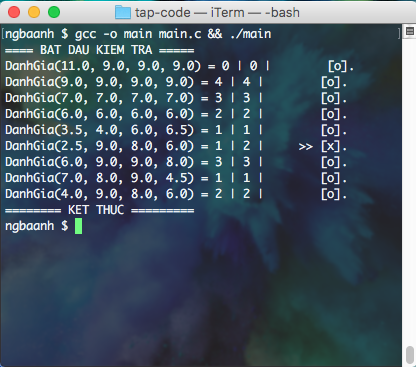 tap-code — iTerm — -bash
[ngbaanh $ gcc -o main main.c && ./main ]
==== BAT DAU KIEM TRA =====
DanhGia(11.0, 9.0, 9.0, 9.0) = 0 | 0 | [o].
DanhGia(9.0, 9.0, 9.0, 9.0) = 4 | 4 | [o].
DanhGia(7.0, 7.0, 7.0, 7.0) = 3 | 3 | [o].
DanhGia(6.0, 6.0, 6.0, 6.0) = 2 | 2 | [o].
DanhGia(3.5, 4.0, 6.0, 6.5) = 1 | 1 | [o].
DanhGia(2.5, 9.0, 8.0, 6.0) = 1 | 2 | >> [x].
DanhGia(6.0, 9.0, 9.0, 8.0) = 3 | 3 | [o].
DanhGia(7.0, 8.0, 9.0, 4.5) = 1 | 1 | [o].
DanhGia(4.0, 9.0, 8.0, 6.0) = 2 | 2 | [o].
======== KET THUC =========
ngbaanh $